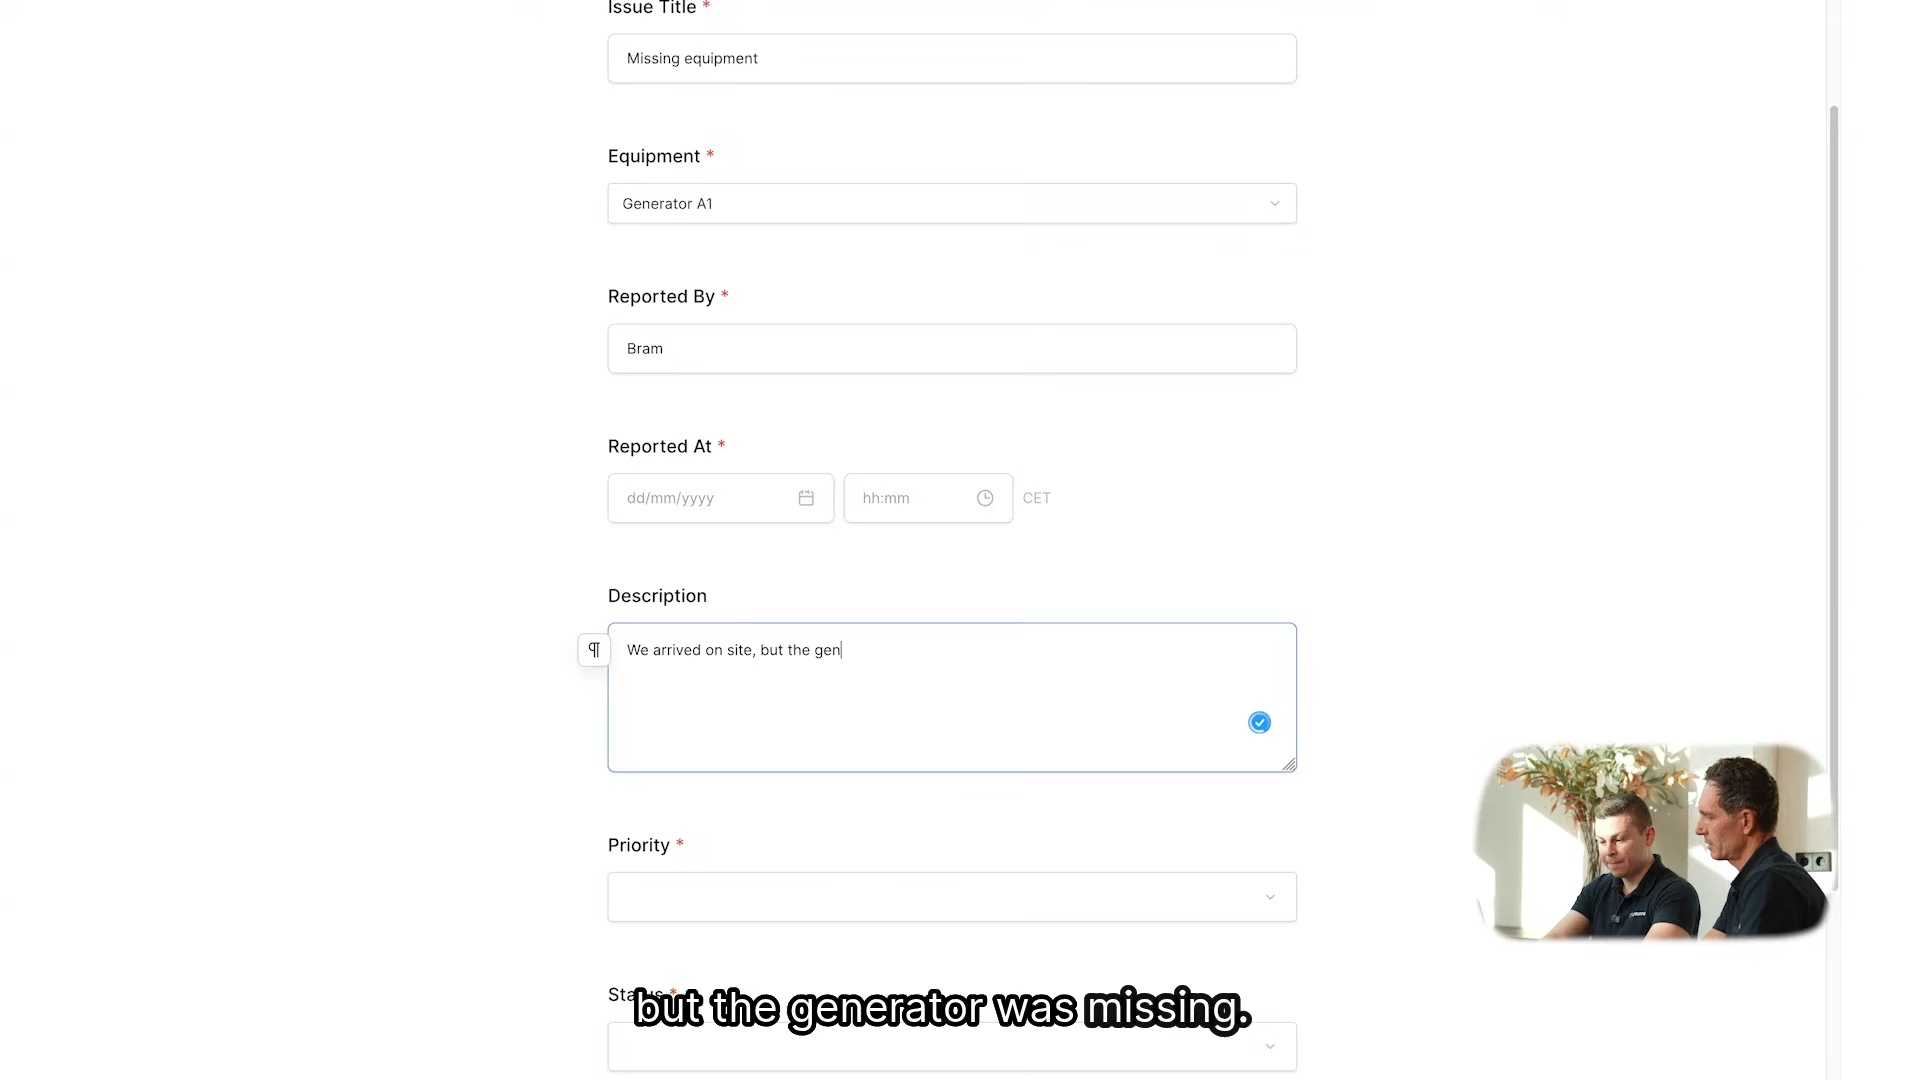 Issue Title *
Missing equipment
Equipment *
Generator A1
Reported By *
Bram
Reported At *
dd/mm/yyyy hh:mm CET
Description
¶ We arrived on site, but the gen
Priority *
Status *
but the generator was missing.